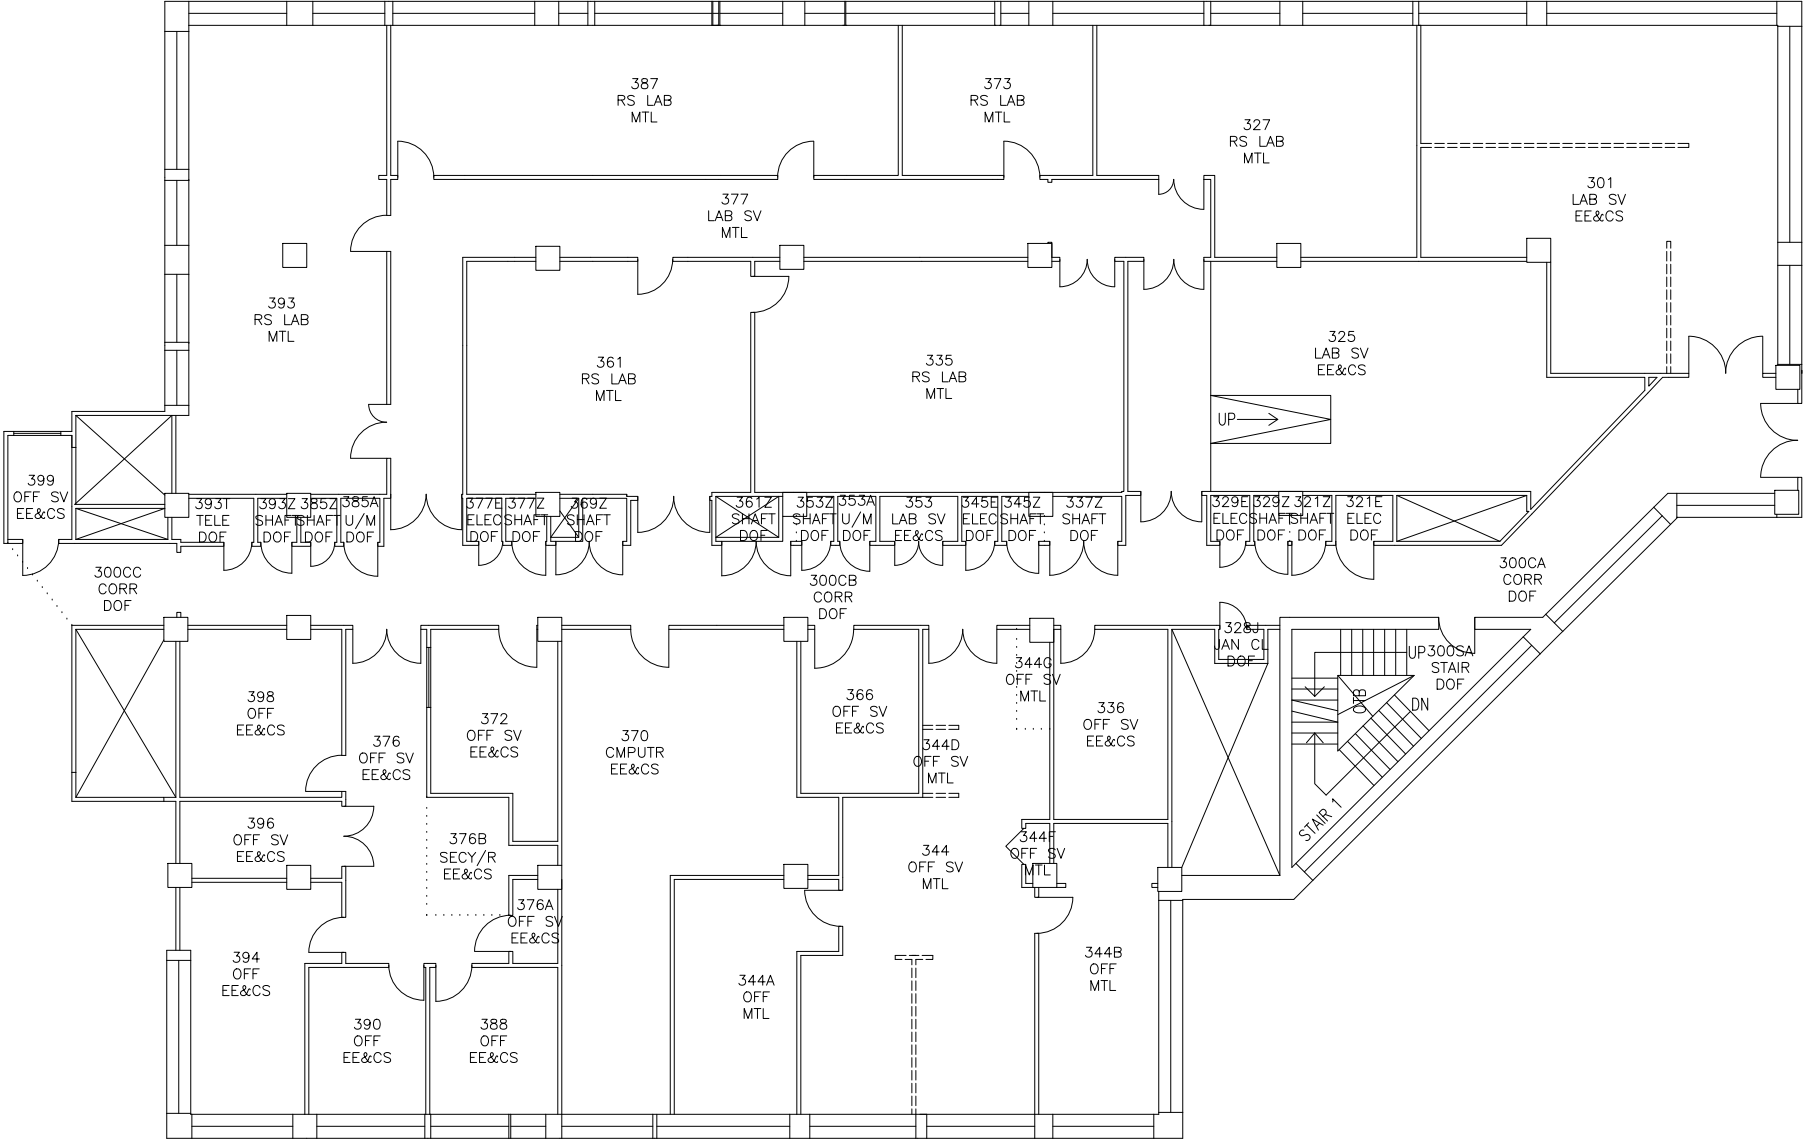 387
RS LAB
MTL
373
RS LAB
MTL
327
RS LAB
MTL
301
LAB SV
EE&CS
377
LAB SV
MTL
393
RS LAB
MTL
361
RS LAB
MTL
335
RS LAB
MTL
325
LAB SV
EE&CS
UP
399
OFF SV
EE&CS
393T
TELE
DOF
393Z
SHAFT
DOF
385Z
SHAFT
DOF
385A
U/M
DOF
377E
ELEC
DOF
377Z
SHAFT
DOF
369Z
SHAFT
DOF
361Z
SHAFT
DOF
353Z
SHAFT
DOF
353A
U/M
DOF
353
LAB SV
EE&CS
345E
ELEC
DOF
345Z
SHAFT
DOF
337Z
SHAFT
DOF
329E
ELEC
DOF
329Z
SHAFT
DOF
321Z
SHAFT
DOF
321E
ELEC
DOF
300CC
CORR
DOF
300CB
CORR
DOF
300CA
CORR
DOF
328J
JAN CL
DOF
UP
300SA
STAIR
DOF
OTB
DN
STAIR 1
398
OFF
EE&CS
376
OFF SV
EE&CS
372
OFF SV
EE&CS
370
CMPUTR
EE&CS
366
OFF SV
EE&CS
344G
OFF SV
MTL
336
OFF SV
EE&CS
344D
OFF SV
MTL
396
OFF SV
EE&CS
376B
SECY/R
EE&CS
344
OFF SV
MTL
344F
OFF SV
MTL
376A
OFF SV
EE&CS
394
OFF
EE&CS
344A
OFF
MTL
344B
OFF
MTL
390
OFF
EE&CS
388
OFF
EE&CS